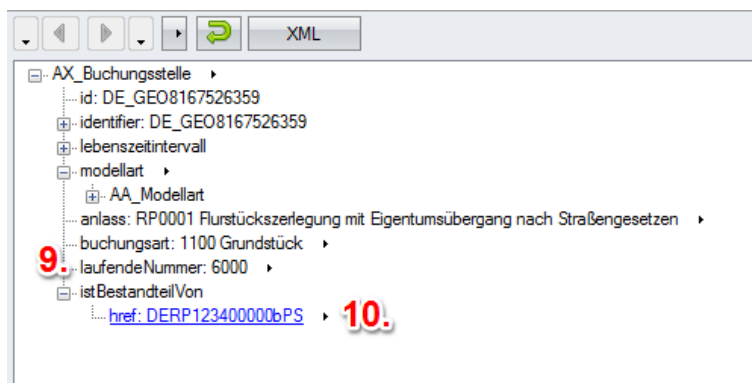 XML
AX_Buchungsstelle
id: DE_GEO8167526359
identifier: DE_GEO8167526359
lebenszeitintervall
modellart
AA_Modellart
anlass: RP0001 Flurstückszerlegung mit Eigentumsübergang nach Straßengesetzen
buchungsart: 1100 Grundstück
9. laufendeNummer: 6000
istBestandteilVon
href: DERP123400000bPS 10.